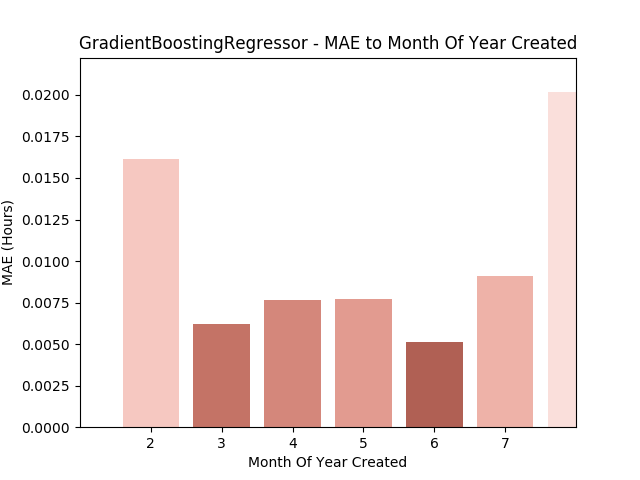 GradientBoostingRegressor - MAE to Month Of Year Created
0.0200
0.0175
0.0150
0.0125
0.0100
0.0075
0.0050
0.0025
0.0000
MAE (Hours)
2 3 4 5 6 7
Month Of Year Created